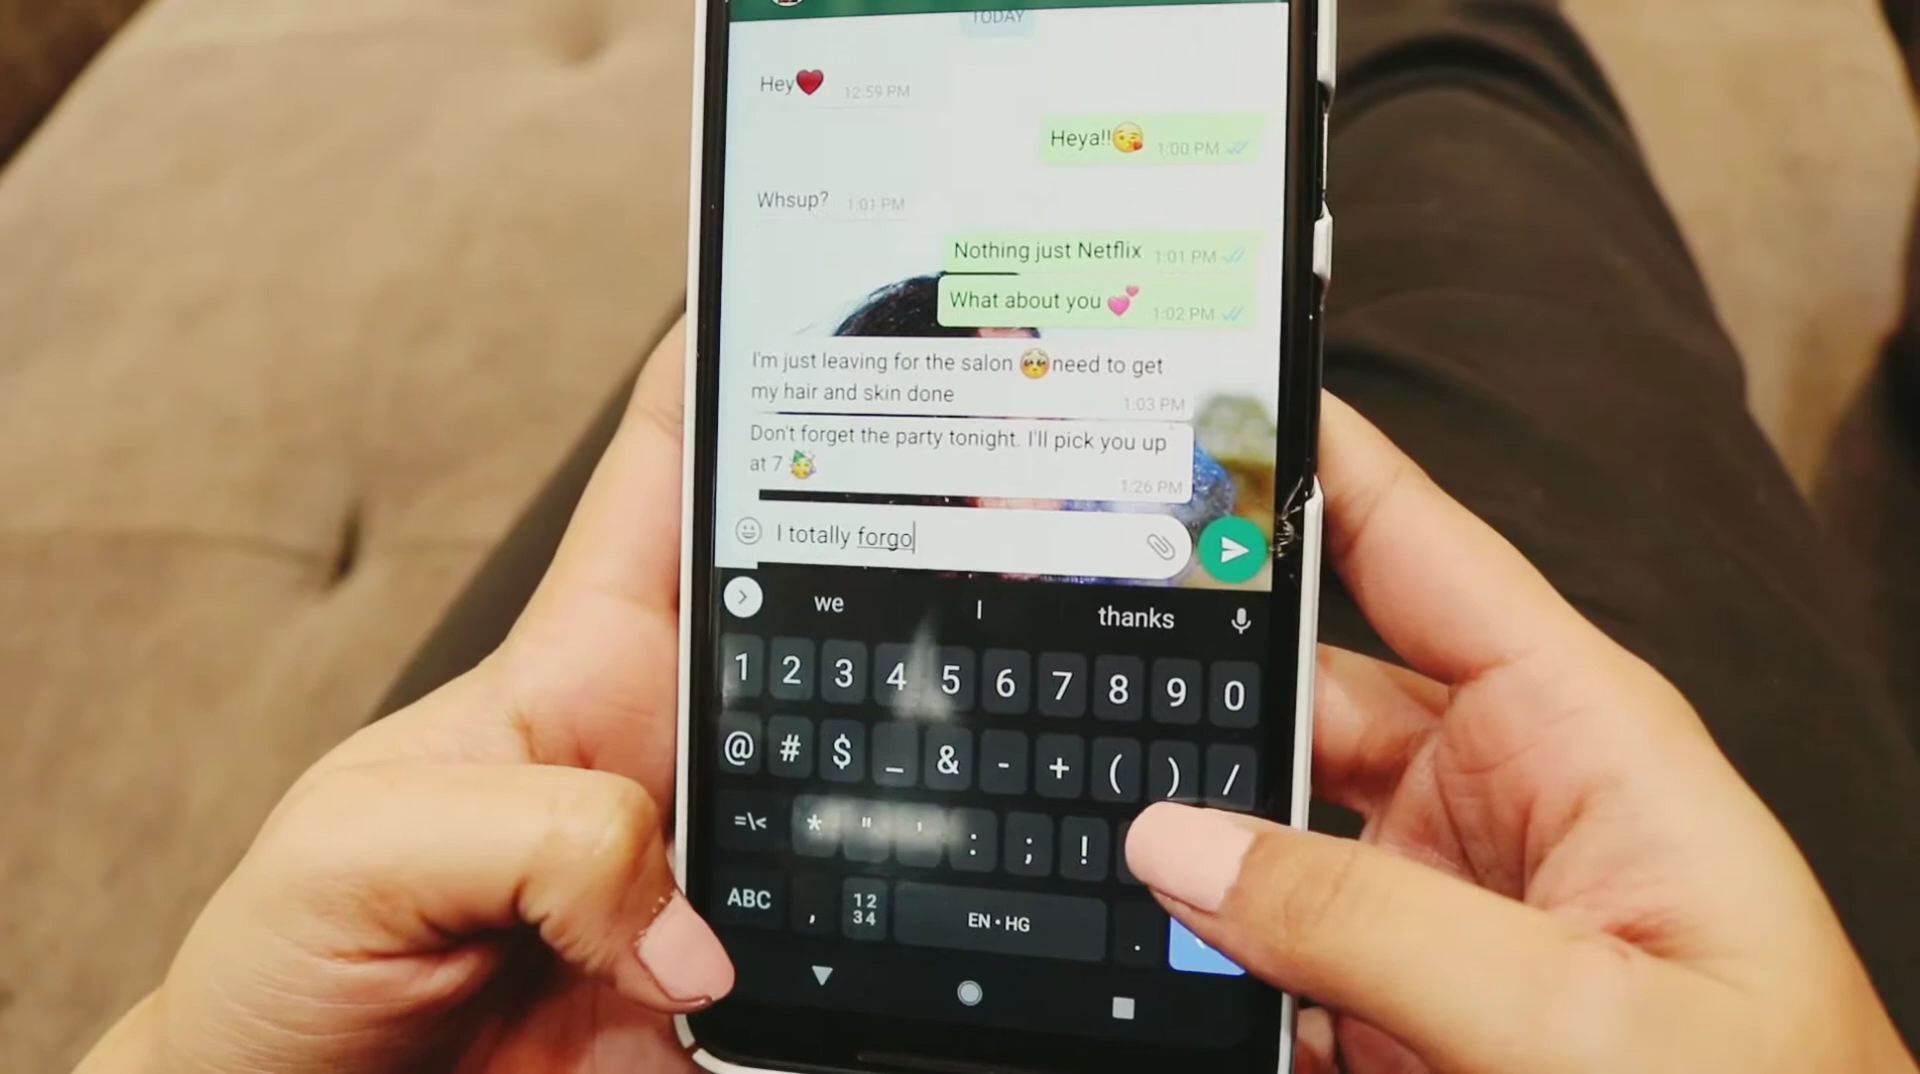 TODAY
Hey❤️ 12:59 PM
Heya!!😘 1:00 PM
Whsup? 1:01 PM
Nothing just Netflix 1:01 PM
What about you 💕 1:02 PM
I'm just leaving for the salon 🥺need to get
my hair and skin done 1:03 PM
Don't forget the party tonight. I'll pick you up
at 7 🥳 1:26 PM
I totally forgo
we I thanks
1 2 3 4 5 6 7 8 9 0
@ # $ _ & - + ( ) /
=\< * " ' : ; !
ABC , 12 34 EN • HG .